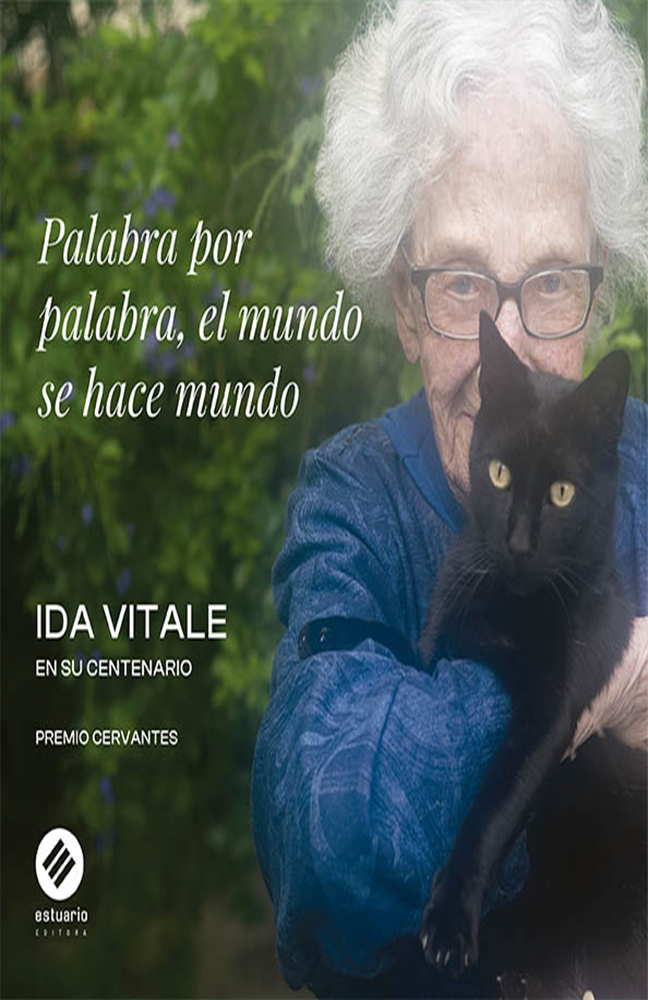 Palabra por
palabra, el mundo
se hace mundo
IDA VITALE
EN SU CENTENARIO
PREMIO CERVANTES
estuario
EDITORA